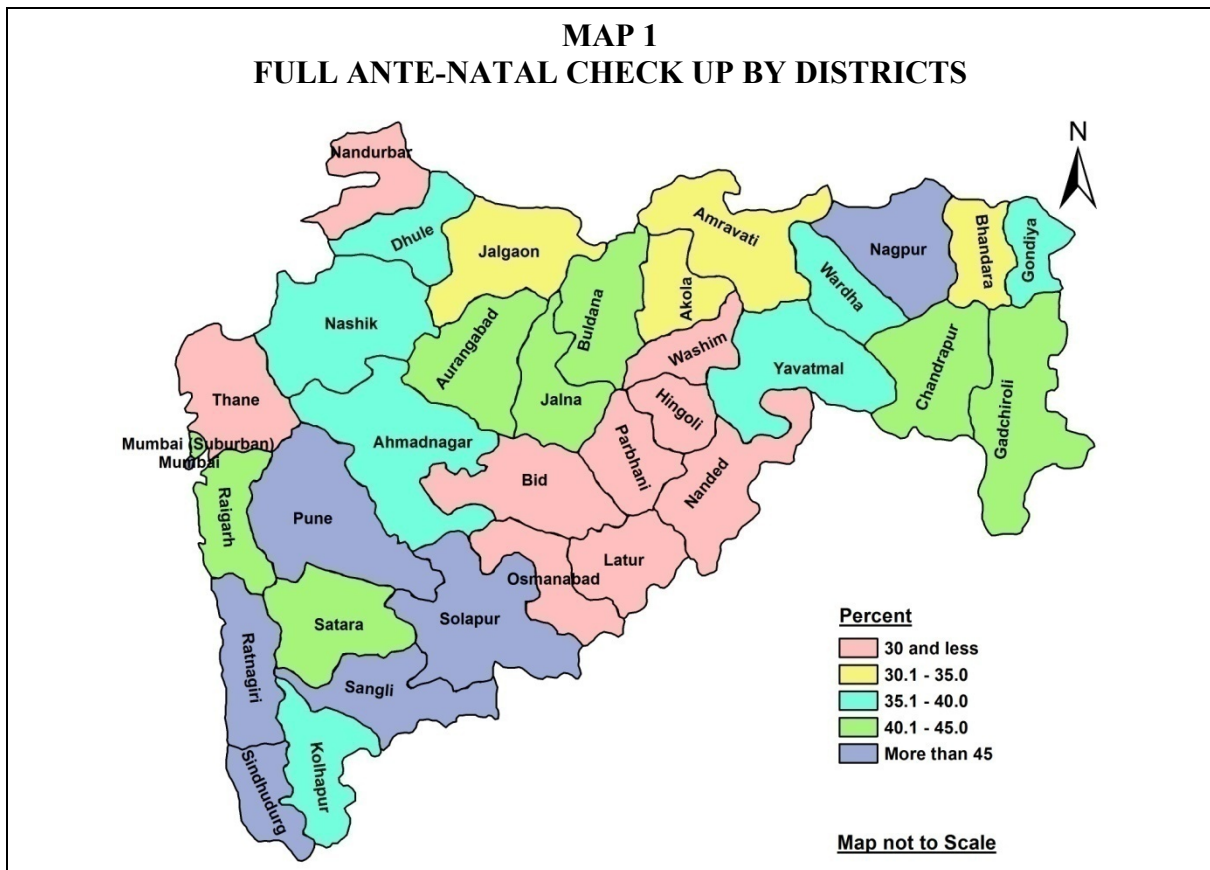 MAP 1
FULL ANTE-NATAL CHECK UP BY DISTRICTS
N
Nandurbar
Dhule
Jalgaon
Amravati
Nagpur
Bhandara
Gondiya
Nashik
Aurangabad
Buldana
Akola
Wardha
Washim
Yavatmal
Chandrapur
Gadchiroli
Thane
Jalna
Hingoli
Mumbai (Suburban)
Mumbai
Ahmadnagar
Parbhani
Nanded
Bid
Raigarh
Pune
Latur
Osmanabad
Satara
Solapur
Ratnagiri
Sangli
Sindhudurg
Kolhapur
Percent
30 and less
30.1 - 35.0
35.1 - 40.0
40.1 - 45.0
More than 45
Map not to Scale